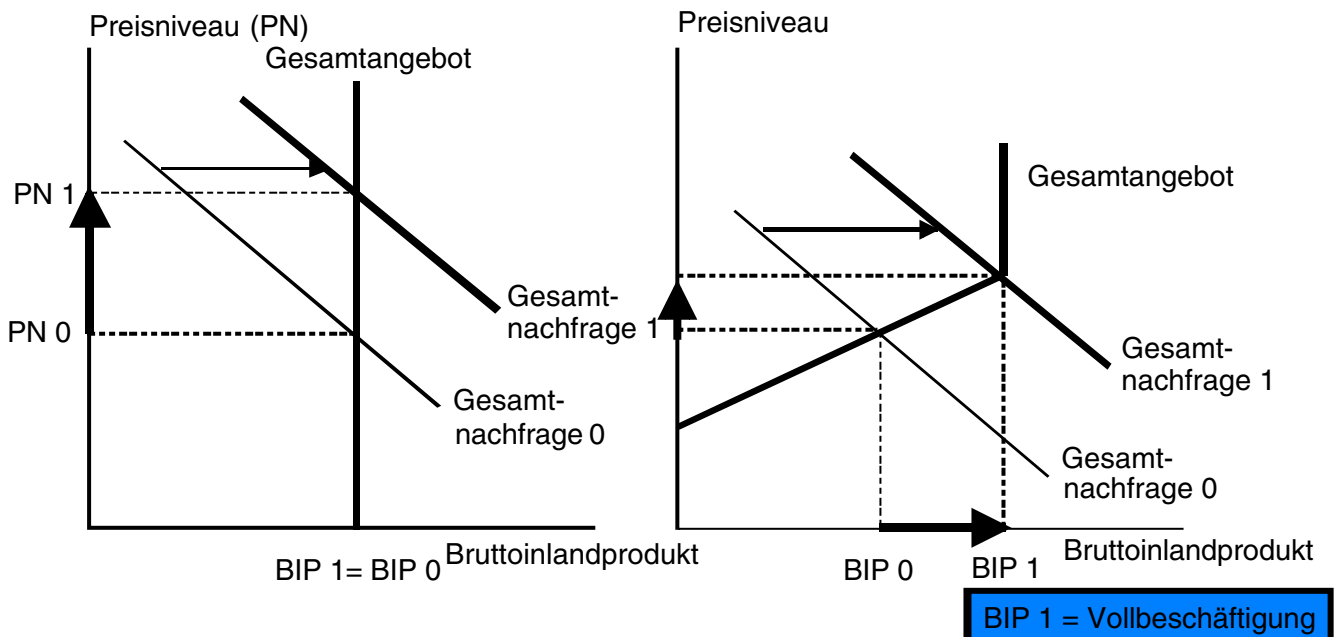 Preisniveau (PN)
Gesamtangebot
PN 1
PN 0
Gesamt-
nachfrage 1
Gesamt-
nachfrage 0
Bruttoinlandprodukt
BIP 1= BIP 0
Preisniveau
Gesamtangebot
Gesamt-
nachfrage 1
Gesamt-
nachfrage 0
Bruttoinlandprodukt
BIP 0
BIP 1
BIP 1 = Vollbeschäftigung